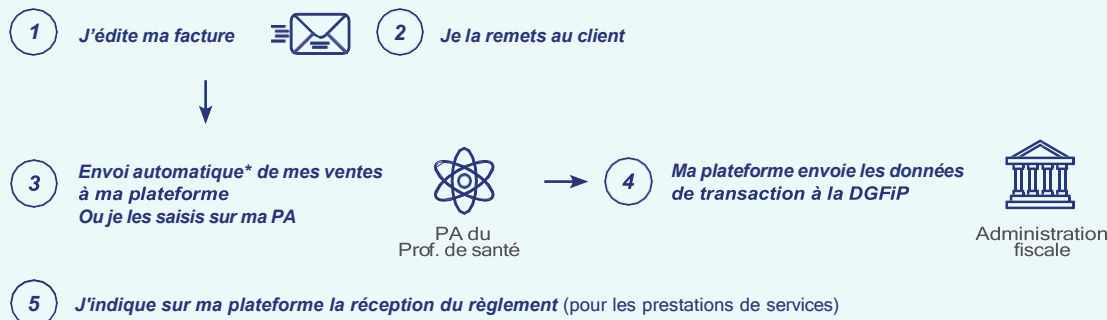 1 J’édite ma facture 2 Je la remets au client
3 Envoi automatique* de mes ventes
à ma plateforme
Ou je les saisis sur ma PA
PA du
Prof. de santé
4 Ma plateforme envoie les données
de transaction à la DGFiP
Administration
fiscale
5 J'indique sur ma plateforme la réception du règlement (pour les prestations de services)